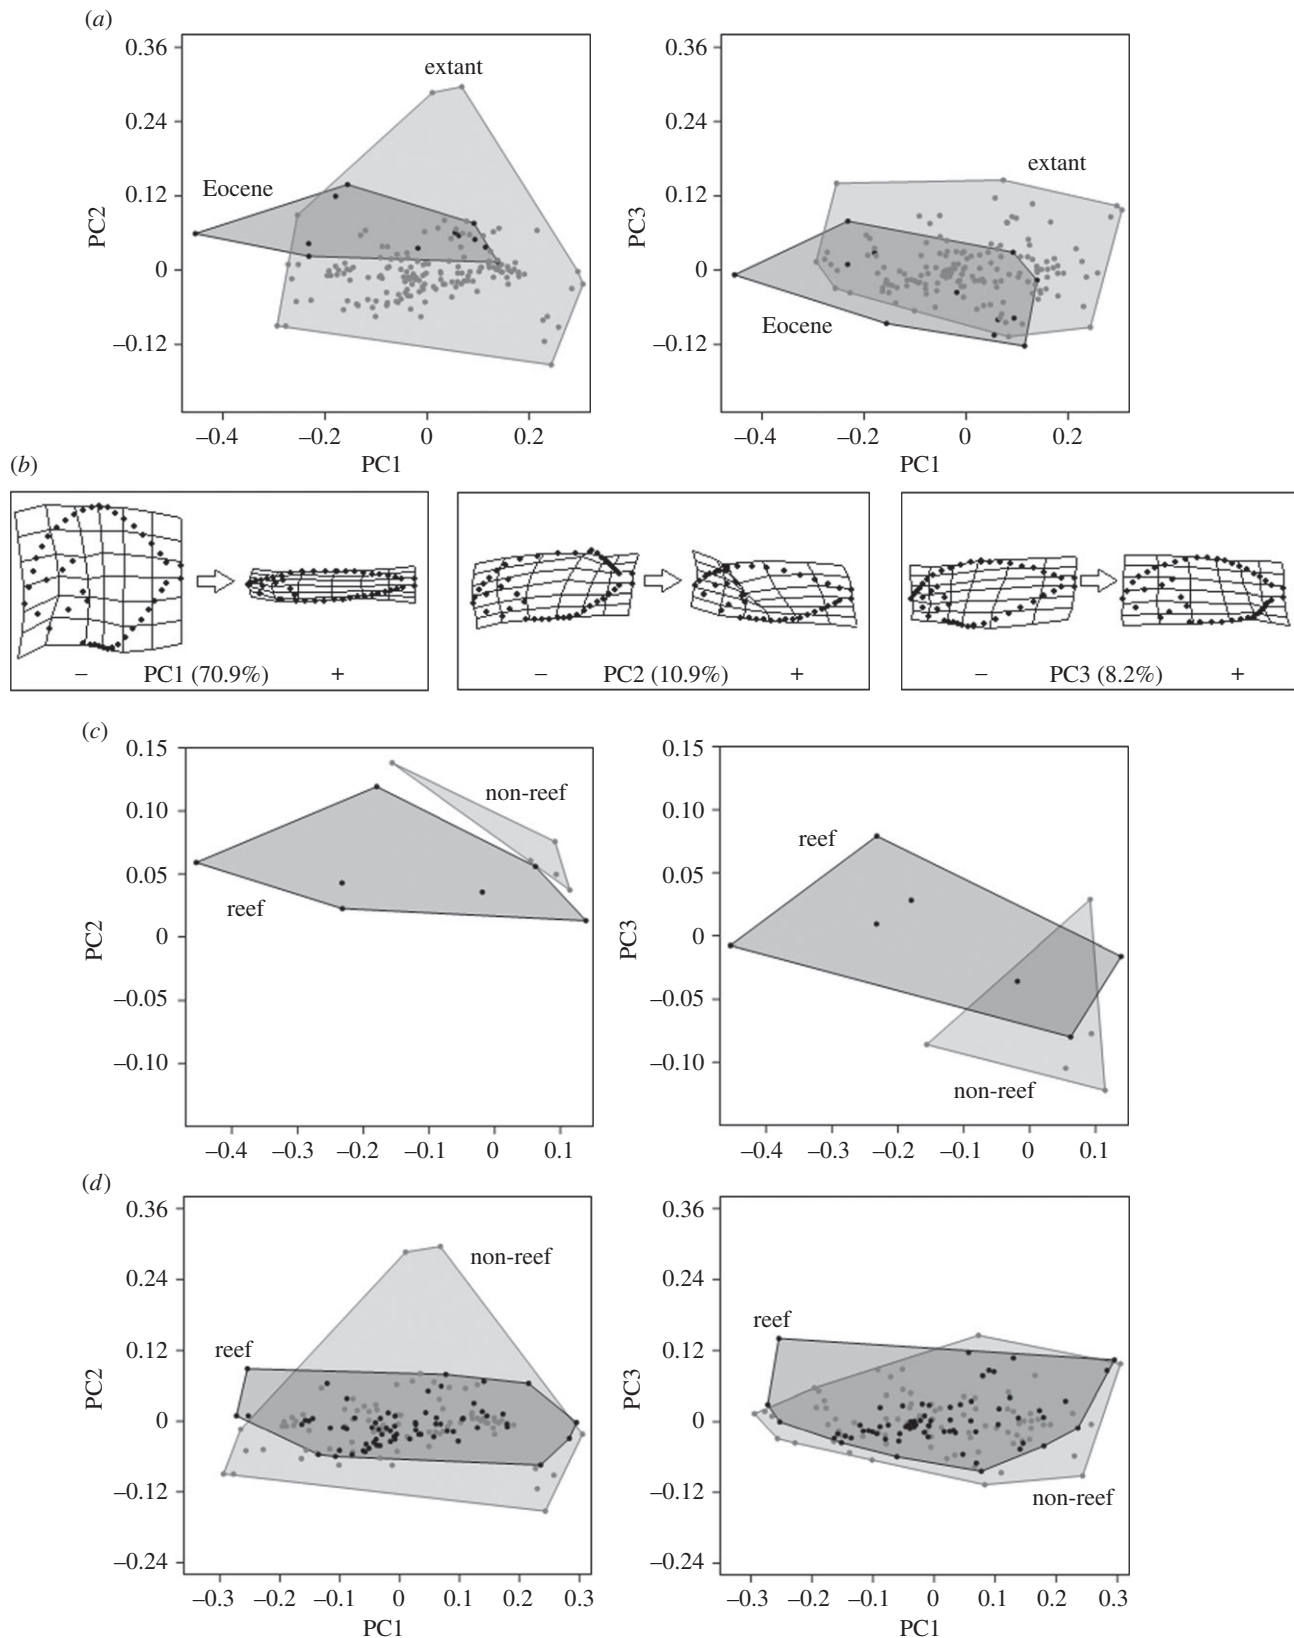 (a)
0.36
0.24
0.12
0
–0.12
PC2
extant
Eocene
–0.4
–0.2
0
0.2
PC1
0.36
0.24
0.12
0
–0.12
PC3
extant
Eocene
–0.4
–0.2
0
0.2
PC1
(b)
– PC1 (70.9%) +
– PC2 (10.9%) +
– PC3 (8.2%) +
(c)
0.15
0.10
0.05
0
–0.05
–0.10
PC2
non-reef
reef
–0.4
–0.3
–0.2
–0.1
0
0.1
0.15
0.10
0.05
0
–0.05
–0.10
PC3
reef
non-reef
–0.4
–0.3
–0.2
–0.1
0
0.1
(d)
0.36
0.24
0.12
0
–0.12
–0.24
PC2
non-reef
reef
–0.3
–0.2
–0.1
0
0.1
0.2
0.3
PC1
0.36
0.24
0.12
0
–0.12
–0.24
PC3
reef
non-reef
–0.3
–0.2
–0.1
0
0.1
0.2
0.3
PC1